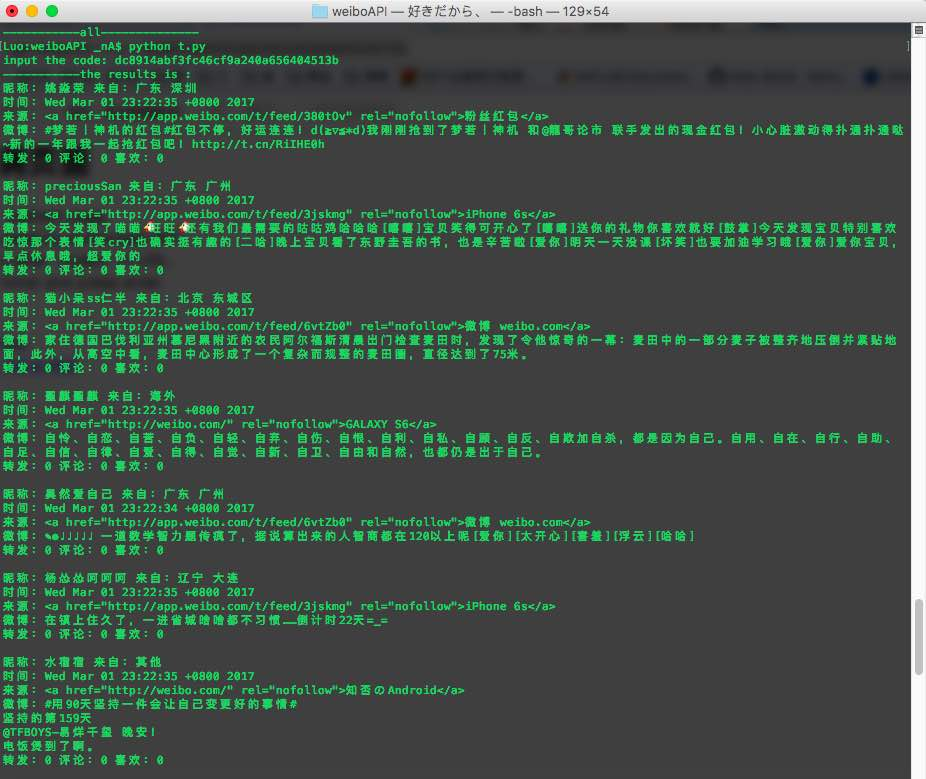 weiboAPI — 好きだから、 — -bash — 129×54
-----------all--------------
[Luo:weiboAPI _nA$ python t.py ]
input the code: dc8914abf3fc46cf9a240a656404513b
-----------the results is :
昵称: 姚焱荣 来自: 广东 深圳
时间: Wed Mar 01 23:22:35 +0800 2017
来源: <a href="http://app.weibo.com/t/feed/380tOv" rel="nofollow">粉丝红包</a>
微博: #梦若丨神机的红包#红包不停, 好运连连! d(≧▽≦*d)我刚刚抢到了梦若丨神机 和@龍哥论市 联手发出的现金红包! 小心脏激动得扑通扑通哒
~新的一年跟我一起抢红包吧! http://t.cn/RiIHE0h
转发: 0 评论: 0 喜欢: 0
昵称: preciousSan 来自: 广东 广州
时间: Wed Mar 01 23:22:35 +0800 2017
来源: <a href="http://app.weibo.com/t/feed/3jskmg" rel="nofollow">iPhone 6s</a>
微博: 今天发现了喵喵🐔旺旺🐔还有我们最需要的咕咕鸡哈哈哈[嘻嘻]宝贝笑得可开心了[嘻嘻]送你的礼物你喜欢就好[鼓掌]今天发现宝贝特别喜欢
吃惊那个表情[笑cry]也确实挺有趣的[二哈]晚上宝贝看了东野圭吾的书, 也是辛苦啦[爱你]明天一天没课[坏笑]也要加油学习哦[爱你]爱你宝贝,
早点休息哦, 超爱你的
转发: 0 评论: 0 喜欢: 0
昵称: 猫小呆ss仁半 来自: 北京 东城区
时间: Wed Mar 01 23:22:35 +0800 2017
来源: <a href="http://app.weibo.com/t/feed/6vtZb0" rel="nofollow">微博 weibo.com</a>
微博: 家住德国巴伐利亚州慕尼黑附近的农民阿尔福斯清晨出门检查麦田时, 发现了令他惊奇的一幕: 麦田中的一部分麦子被整齐地压倒并紧贴地
面, 此外, 从高空中看, 麦田中心形成了一个复杂而规整的麦田圈, 直径达到了75米。
转发: 0 评论: 0 喜欢: 0
昵称: 麒麒 来自: 海外
时间: Wed Mar 01 23:22:35 +0800 2017
来源: <a href="http://weibo.com/" rel="nofollow">GALAXY S6</a>
微博: 自怜、自恋、自苦、自负、自轻、自弃、自伤、自恨、自利、自私、自顾、自反、自欺加自杀, 都是因为自己。自用、自在、自行、自助、
自足、自信、自律、自爱、自得、自觉、自新、自卫、自由和自然, 也都仍是出于自己。
转发: 0 评论: 0 喜欢: 0
昵称: 昊然爱自己 来自: 广东 广州
时间: Wed Mar 01 23:22:34 +0800 2017
来源: <a href="http://app.weibo.com/t/feed/6vtZb0" rel="nofollow">微博 weibo.com</a>
微博: ♩♩♩♩♩ 一道数学智力题传疯了, 据说算出来的人智商都在120以上呢[爱你][太开心][害羞][浮云][哈哈]
转发: 0 评论: 0 喜欢: 0
昵称: 杨怂怂呵呵呵 来自: 辽宁 大连
时间: Wed Mar 01 23:22:35 +0800 2017
来源: <a href="http://app.weibo.com/t/feed/3jskmg" rel="nofollow">iPhone 6s</a>
微博: 在镇上住久了, 一进省城啥啥都不习惯……倒计时22天=_=
转发: 0 评论: 0 喜欢: 0
昵称: 水宿宿 来自: 其他
时间: Wed Mar 01 23:22:35 +0800 2017
来源: <a href="http://weibo.com/" rel="nofollow">知否のAndroid</a>
微博: #用90天坚持一件会让自己变更好的事情#
坚持的第159天
@TFBOYS-易烊千玺 晚安!
电饭煲到了啊。
转发: 0 评论: 0 喜欢: 0